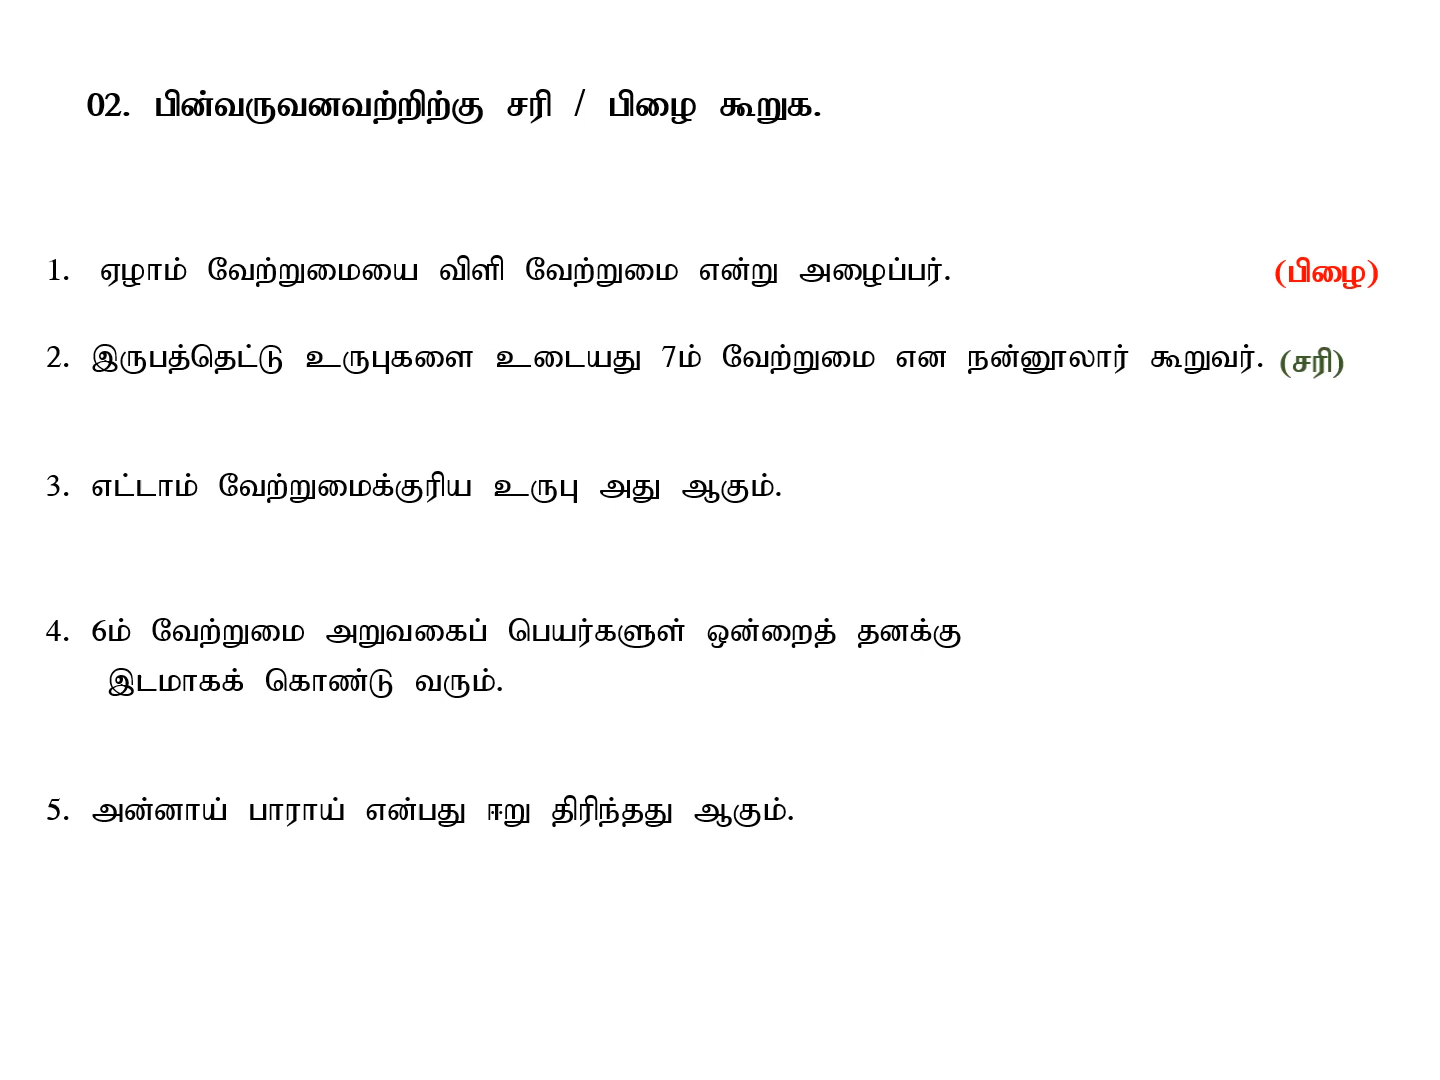 02. பின்வருவனவற்றிற்கு சரி / பிழை கூறுக.
1. ஏழாம் வேற்றுமையை விளி வேற்றுமை என்று அழைப்பர். (பிழை)
2. இருபத்தெட்டு உருபுகளை உடையது 7ம் வேற்றுமை என நன்னூலார் கூறுவர். (சரி)
3. எட்டாம் வேற்றுமைக்குரிய உருபு அது ஆகும்.
4. 6ம் வேற்றுமை அறுவகைப் பெயர்களுள் ஒன்றைத் தனக்கு
இடமாகக் கொண்டு வரும்.
5. அன்னாய் பாராய் என்பது ஈறு திரிந்தது ஆகும்.